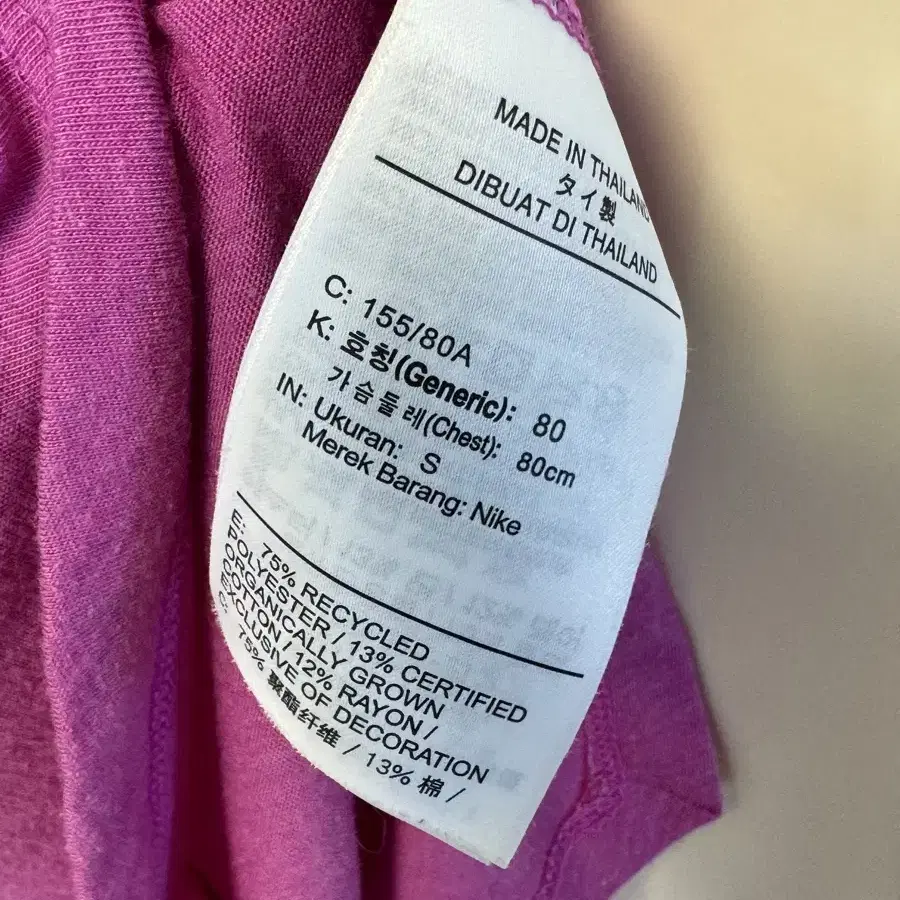 MADE IN THAILAND
タイ製
DIBUAT DI THAILAND
C: 155/80A
K: 호칭(Generic): 80
가슴둘레(Chest): 80cm
IN: Ukuran: S
Merek Barang: Nike
E: 75% RECYCLED
POLYESTER / 13% CERTIFIED
ORGANICALLY GROWN
COTTON / 12% RAYON /
EXCLUSIVE OF DECORATION
C: 75% 聚酯纤维 / 13% 棉 /